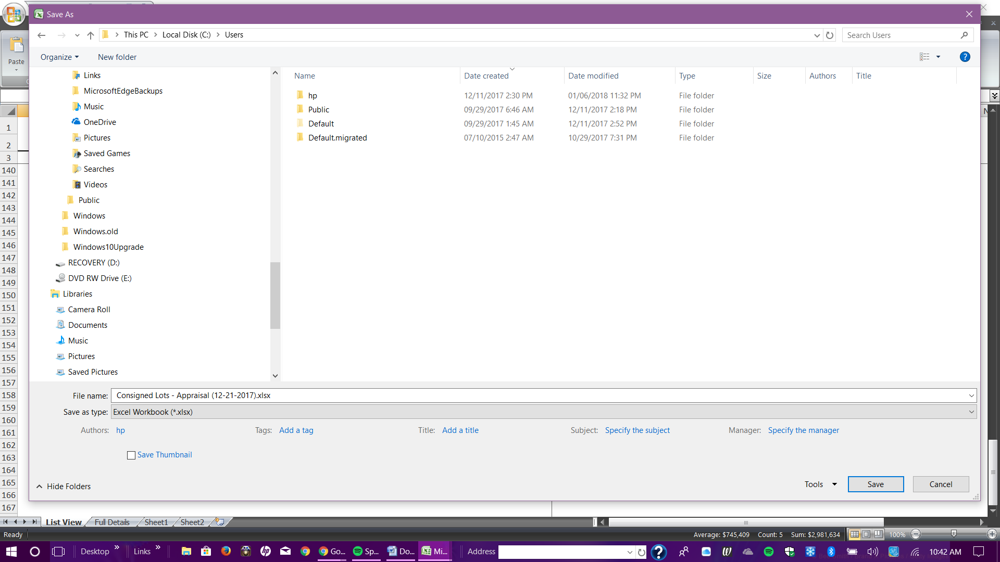 Save As
This PC > Local Disk (C:) > Users
Search Users
Organize
New folder
?
Paste
Links
MicrosoftEdgeBackups
Music
OneDrive
Pictures
Saved Games
Searches
Videos
Public
Windows
Windows.old
Windows10Upgrade
RECOVERY (D:)
DVD RW Drive (E:)
Libraries
Camera Roll
Documents
Music
Pictures
Saved Pictures
Name Date created Date modified Type Size Authors Title
hp 12/11/2017 2:30 PM 01/06/2018 11:32 PM File folder
Public 09/29/2017 6:46 AM 12/11/2017 2:18 PM File folder
Default 09/29/2017 1:45 AM 12/11/2017 2:52 PM File folder
Default.migrated 07/10/2015 2:47 AM 10/29/2017 7:31 PM File folder
1
2
3
140
141
142
143
144
145
146
147
148
149
150
151
152
153
154
155
156
157
158
159
160
161
162
163
164
165
166
167
File name: Consigned Lots - Appraisal (12-21-2017).xlsx
Save as type: Excel Workbook (*.xlsx)
Authors: hp Tags: Add a tag Title: Add a title Subject: Specify the subject Manager: Specify the manager
Save Thumbnail
Hide Folders
Tools
Save
Cancel
List View Full Details Sheet1 Sheet2
Ready
Average: $745,409 Count: 5 Sum: $2,981,634
100%
Desktop
Links
Go...
Sp...
Do...
Mi...
Address
?
10:42 AM